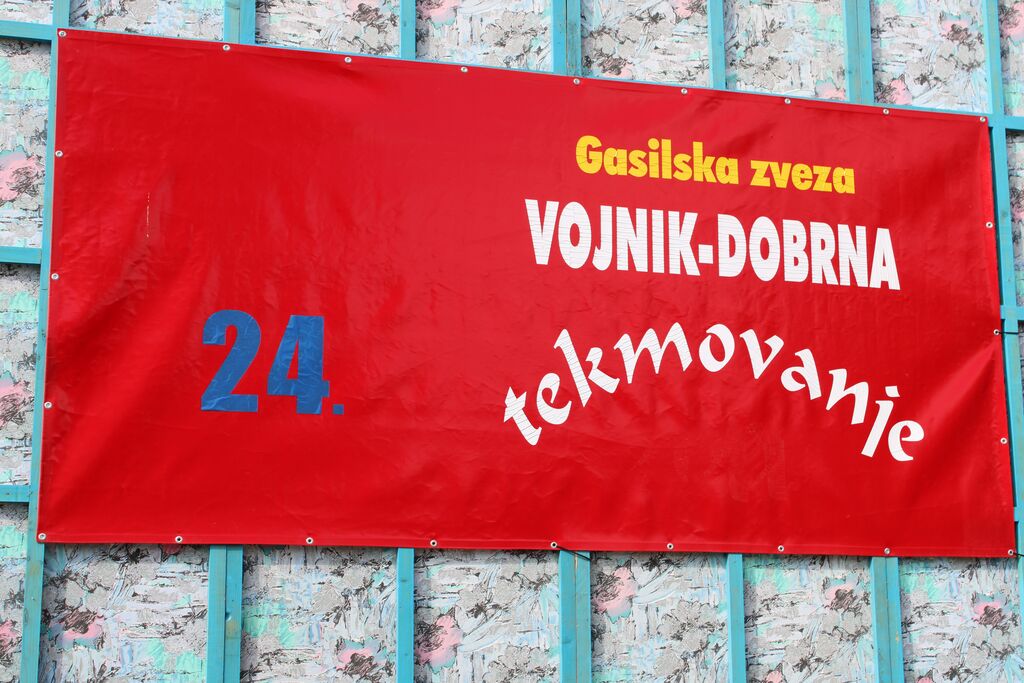 Gasilska zveza
VOJNIK-DOBRNA
24.
tekmovanje